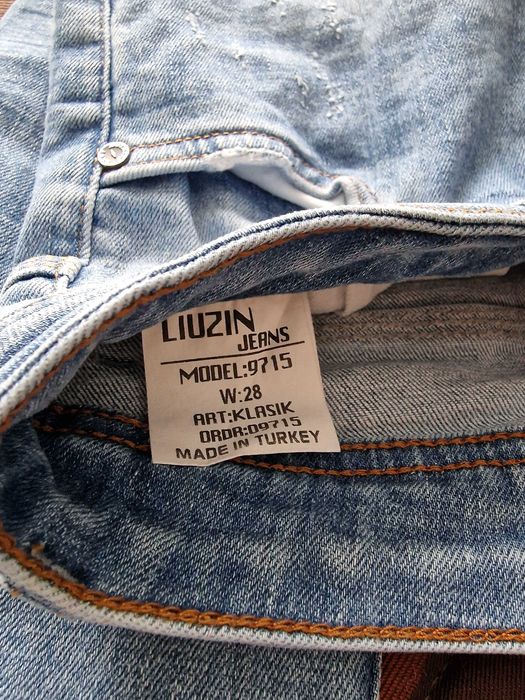 LIUZIN
JEANS
MODEL:9715
W:28
ART:KLASIK
ORDR:09715
MADE IN TURKEY